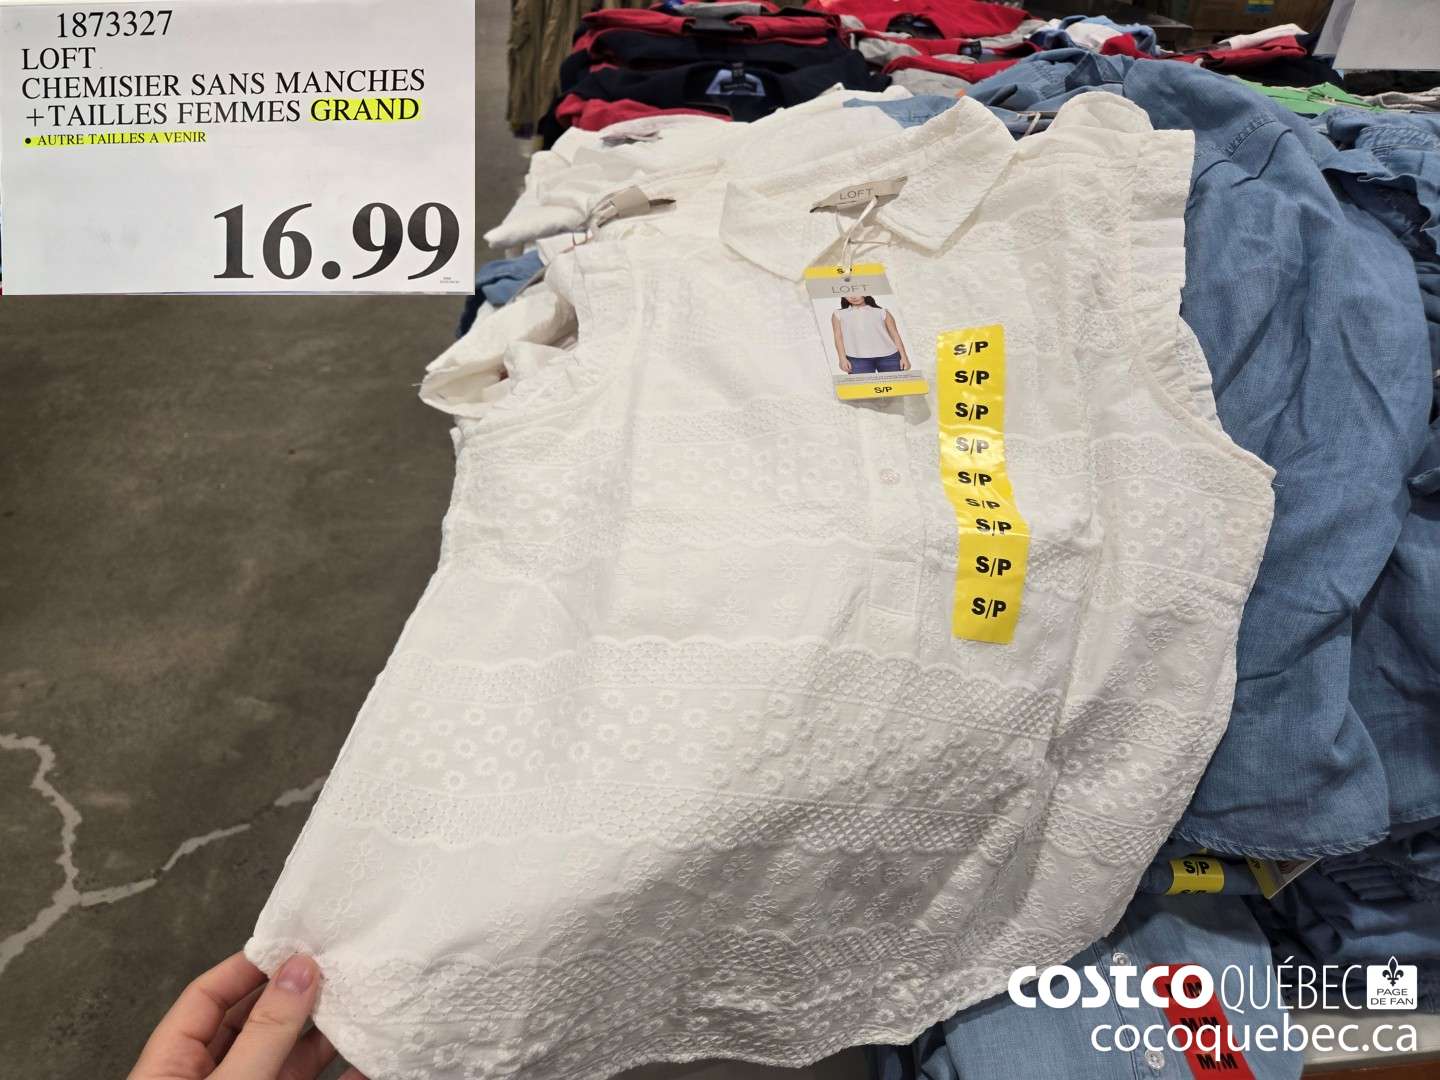 1873327
LOFT
CHEMISIER SANS MANCHES
+TAILLES FEMMES GRAND
• AUTRE TAILLES A VENIR
16.99
LOFT
S/P
LOFT
S/P
S/P
S/P
S/P
S/P
S/P
S/P
S/P
S/P
S/P
S/P
M/M
M/M
M/M
COSTCO QUÉBEC PAGE DE FAN
cocoquebec.ca